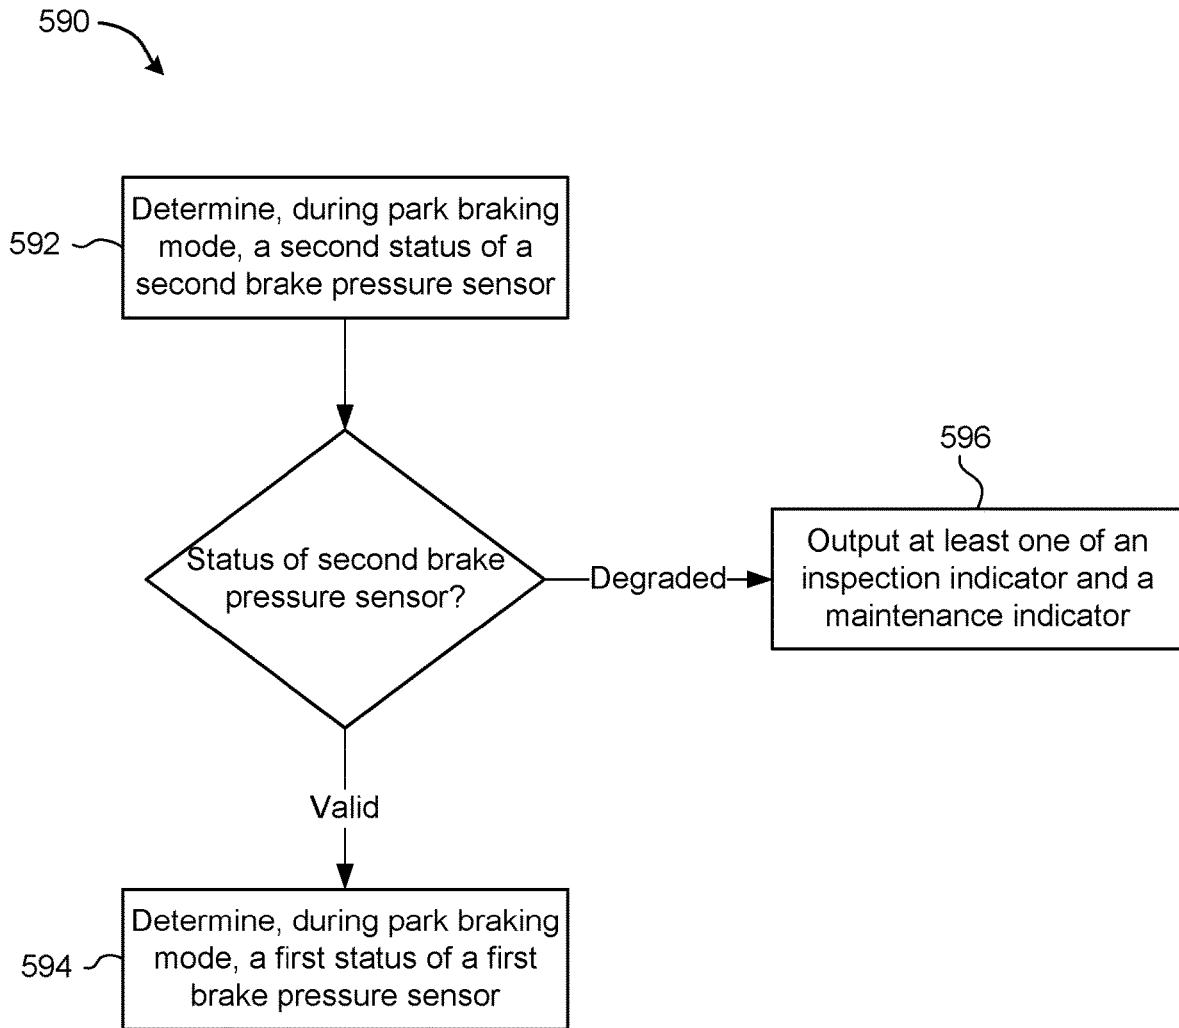 590
Determine, during park braking
mode, a second status of a
second brake pressure sensor
592
596
Status of second brake
pressure sensor?
Degraded
Output at least one of an
inspection indicator and a
maintenance indicator
Valid
Determine, during park braking
mode, a first status of a first
brake pressure sensor
594